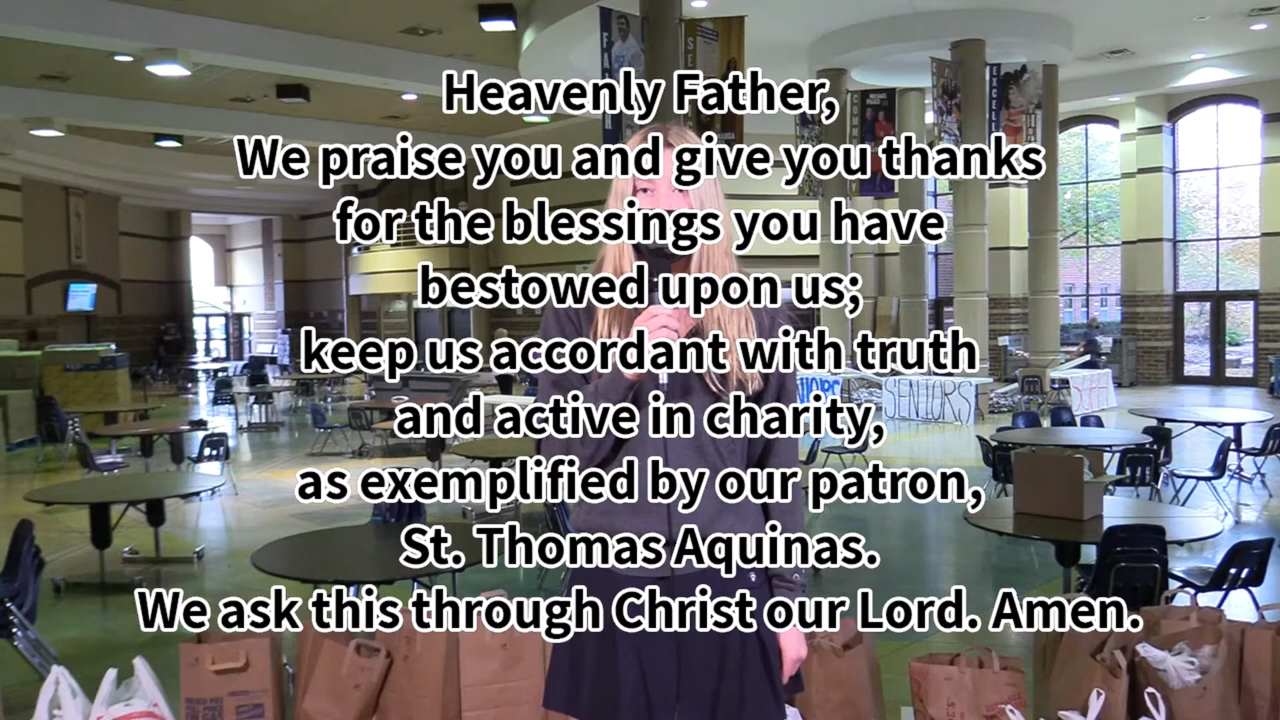 Heavenly Father,
We praise you and give you thanks
for the blessings you have
bestowed upon us;
keep us accordant with truth
and active in charity,
as exemplified by our patron,
St. Thomas Aquinas.
We ask this through Christ our Lord. Amen.
SENIORS